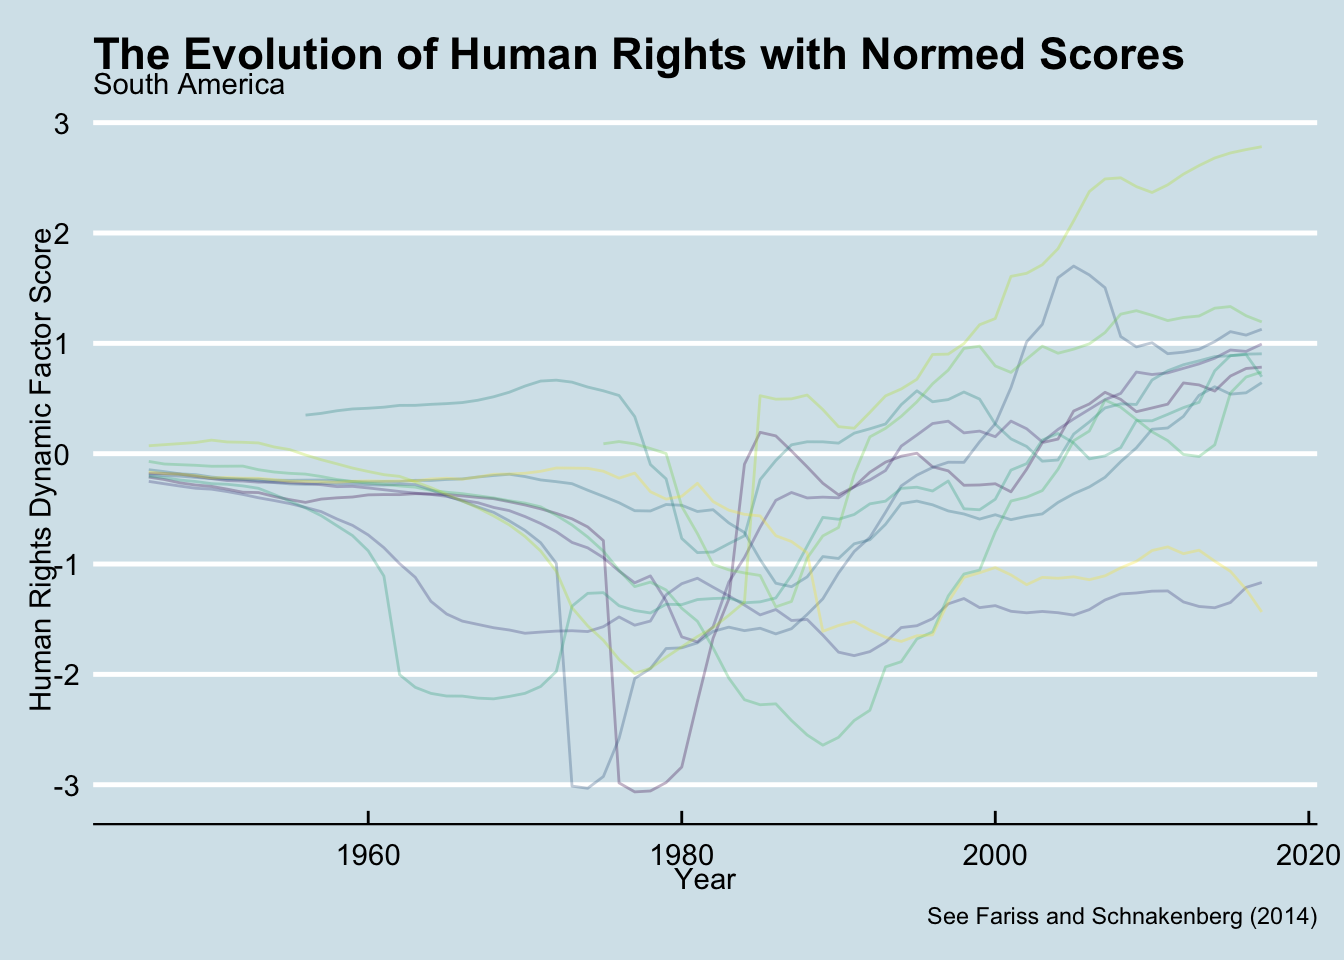 The Evolution of Human Rights with Normed Scores
South America
Human Rights Dynamic Factor Score
3
2
1
0
-1
-2
-3
1960
1980
2000
2020
Year
See Fariss and Schnakenberg (2014)